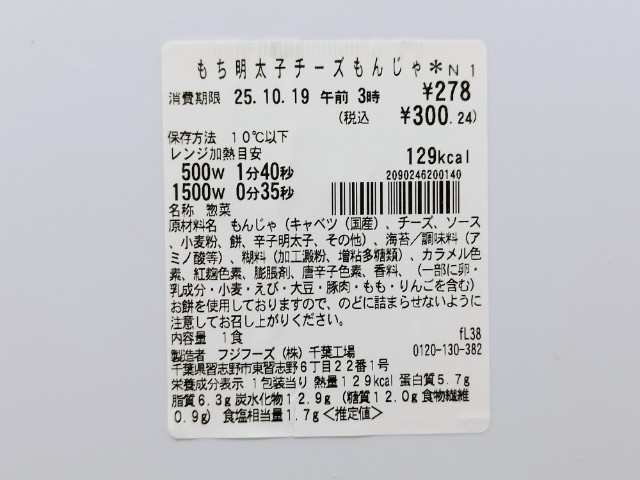 もち明太子チーズもんじゃ*N1
消費期限 25.10.19 午前 3時 ¥278
(税込 ¥300.24)
保存方法 10℃以下
レンジ加熱目安 129kcal
500W 1分40秒 2090246200140
1500W 0分35秒
名称 惣菜
原材料名 もんじゃ(キャベツ(国産)、チーズ、ソース
、小麦粉、餅、辛子明太子、その他)、海苔/調味料(ア
ミノ酸等)、糊料(加工澱粉、増粘多糖類)、カラメル色
素、紅麹色素、膨脹剤、唐辛子色素、香料、(一部に卵・
乳成分・小麦・えび・大豆・豚肉・もも・りんごを含む)
お餅を使用しておりますので、のどに詰まらせないように
注意してお召し上がりください。
内容量 1食 fL38
製造者 フジフーズ(株)千葉工場 0120-130-382
千葉県習志野市東習志野6丁目22番1号
栄養成分表示 1包装当り 熱量129kcal 蛋白質5.7g
脂質6.3g 炭水化物12.9g (糖質12.0g 食物繊維
0.9g) 食塩相当量1.7g<推定値>